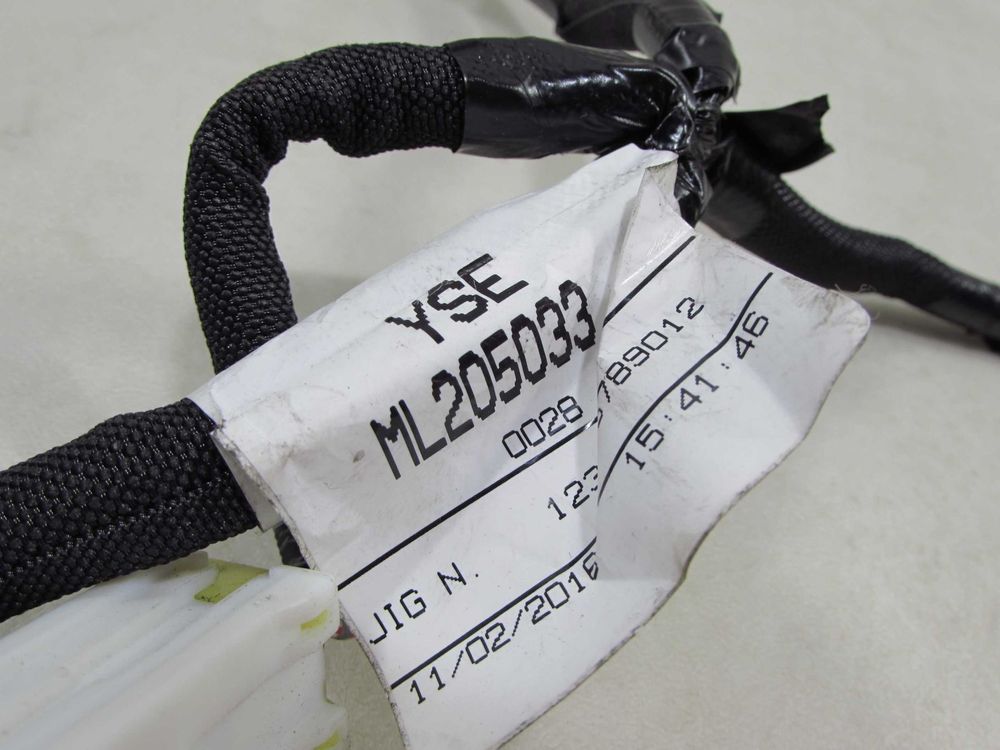 YSE
ML205033
0028
JIG N. 123 789012
11/02/2016 15:41:46